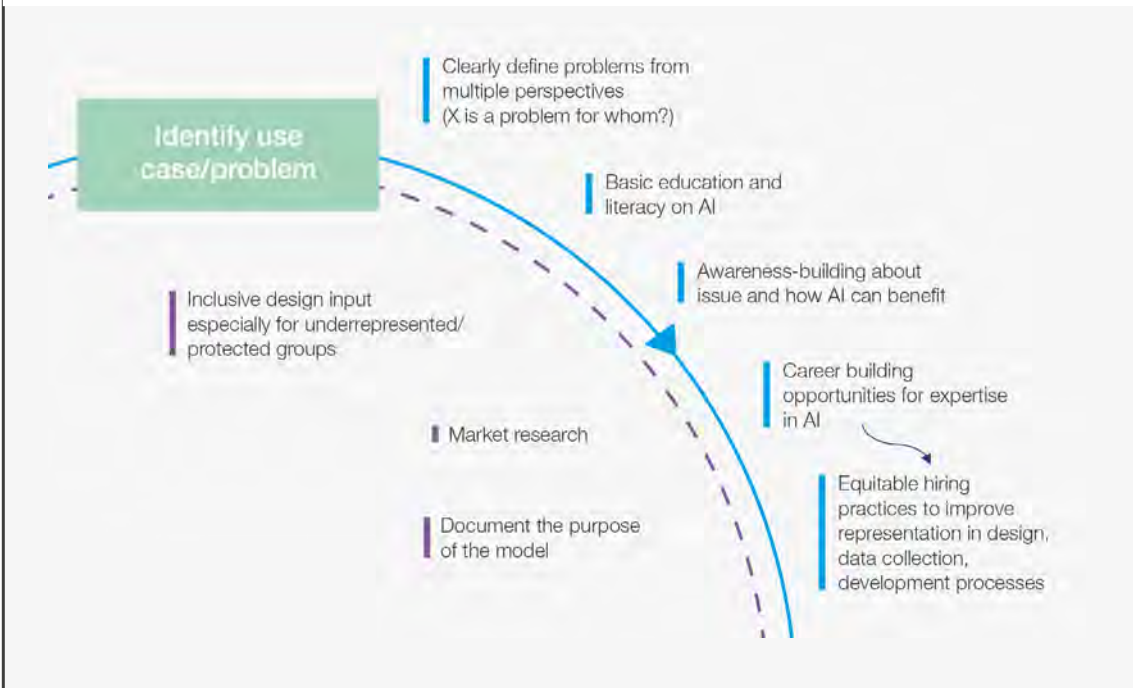 Clearly define problems from
multiple perspectives
(X is a problem for whom?)
Identify use
case/problem
Basic education and
literacy on AI
Awareness-building about
issue and how AI can benefit
Inclusive design input
especially for underrepresented/
protected groups
Career building
opportunities for expertise
in AI
Market research
Equitable hiring
practices to improve
representation in design,
data collection,
development processes
Document the purpose
of the model